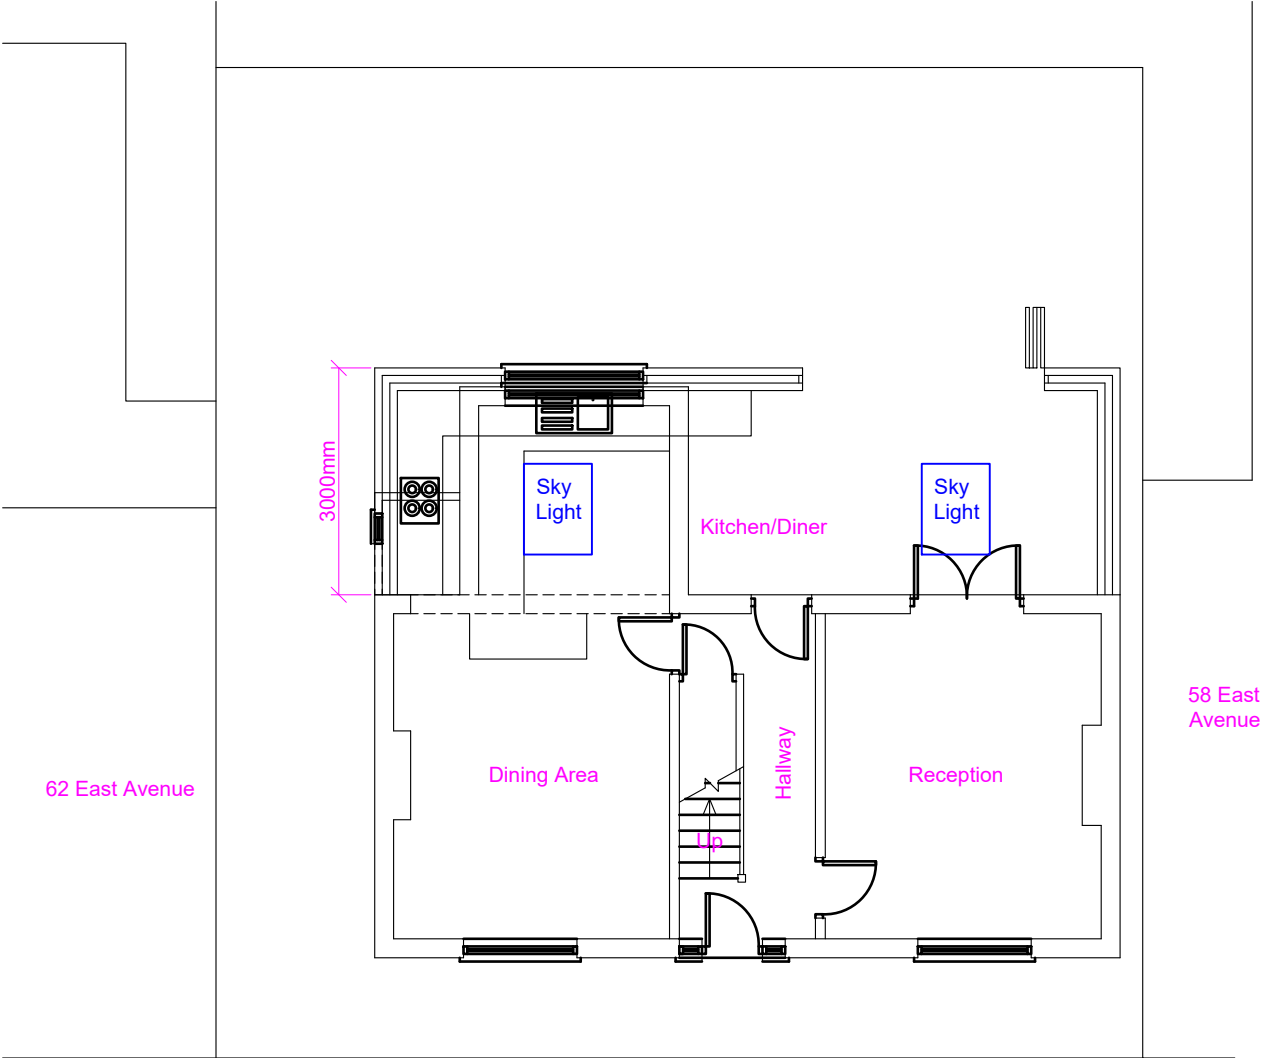 3000mm
Sky
Light
Sky
Light
Kitchen/Diner
58 East
Avenue
62 East Avenue
Dining Area
Hallway
Reception
Up